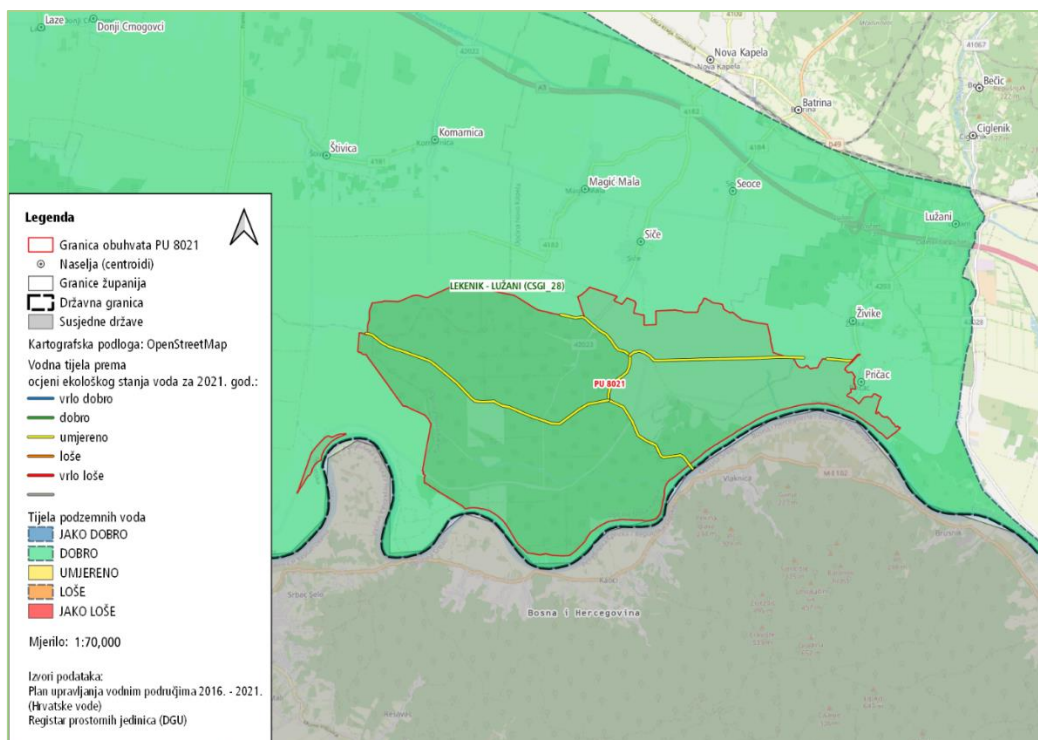 Laze
Donji Crnogovci
Nova Kapela
Nova Kapela
Bečic
Batrina
Ciglenik
Komarnica
Štivica
Magić Mala
Seoce
Siče
Lužani
LEKENIK - LUŽANI (CSGI_28)
Živike
PU 8021
Pričac
Bosna i Hercegovina
Legenda
Granica obuhvata PU 8021
Naselja (centroidi)
Granice županija
Državna granica
Susjedne države
Kartografska podloga: OpenStreetMap
Vodna tijela prema
ocjeni ekološkog stanja voda za 2021. god.:
vrlo dobro
dobro
umjereno
loše
vrlo loše
Tijela podzemnih voda
JAKO DOBRO
DOBRO
UMJERENO
LOŠE
JAKO LOŠE
Mjerilo: 1:70,000
Izvori podataka:
Plan upravljanja vodnim područjima 2016. - 2021.
(Hrvatske vode)
Registar prostornih jedinica (DGU)